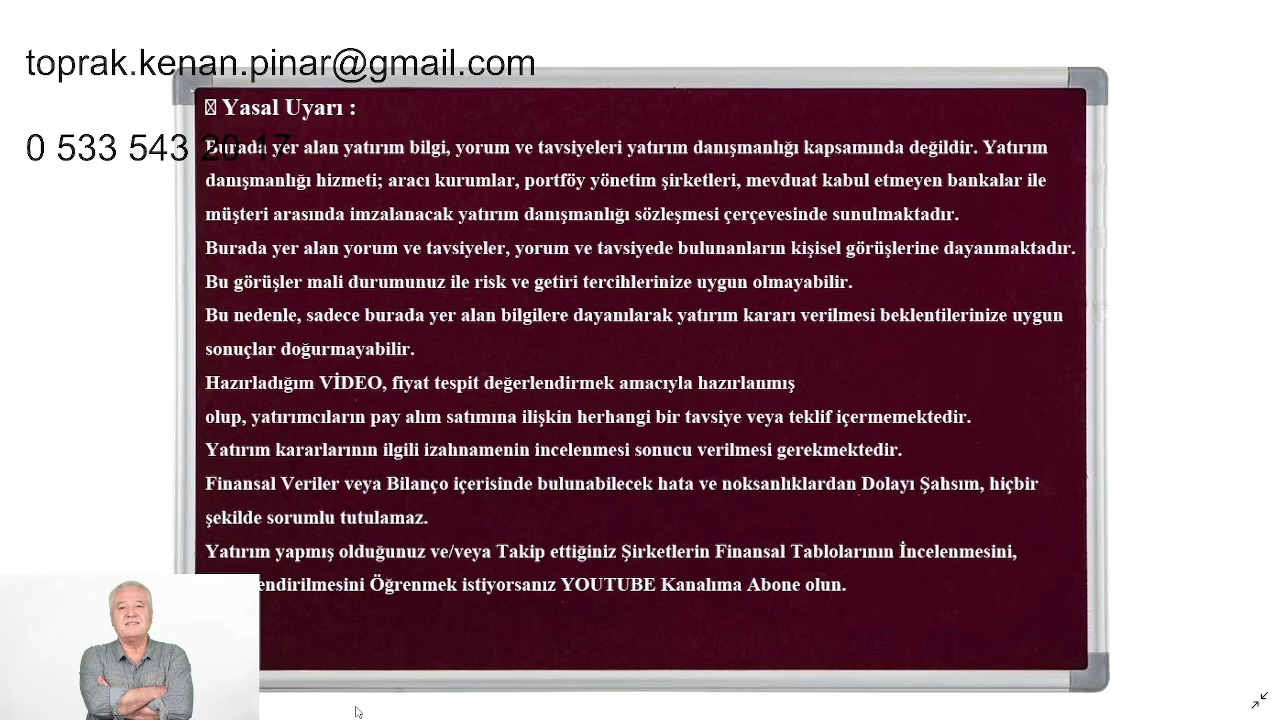 toprak.kenan.pinar@gmail.com
0 533 543 20 17
Yasal Uyarı :
Burada yer alan yatırım bilgi, yorum ve tavsiyeleri yatırım danışmanlığı kapsamında değildir. Yatırım
danışmanlığı hizmeti; aracı kurumlar, portföy yönetim şirketleri, mevduat kabul etmeyen bankalar ile
müşteri arasında imzalanacak yatırım danışmanlığı sözleşmesi çerçevesinde sunulmaktadır.
Burada yer alan yorum ve tavsiyeler, yorum ve tavsiyede bulunanların kişisel görüşlerine dayanmaktadır.
Bu görüşler mali durumunuz ile risk ve getiri tercihlerinize uygun olmayabilir.
Bu nedenle, sadece burada yer alan bilgilere dayanılarak yatırım kararı verilmesi beklentilerinize uygun
sonuçlar doğurmayabilir.
Hazırladığım VİDEO, fiyat tespit değerlendirmek amacıyla hazırlanmış
olup, yatırımcıların pay alım satımına ilişkin herhangi bir tavsiye veya teklif içermemektedir.
Yatırım kararlarının ilgili izahnamenin incelenmesi sonucu verilmesi gerekmektedir.
Finansal Veriler veya Bilanço içerisinde bulunabilecek hata ve noksanlıklardan Dolayı Şahsım, hiçbir
şekilde sorumlu tutulamaz.
Yatırım yapmış olduğunuz ve/veya Takip ettiğiniz Şirketlerin Finansal Tablolarının İncelenmesini,
endirilmesini Öğrenmek istiyorsanız YOUTUBE Kanalıma Abone olun.